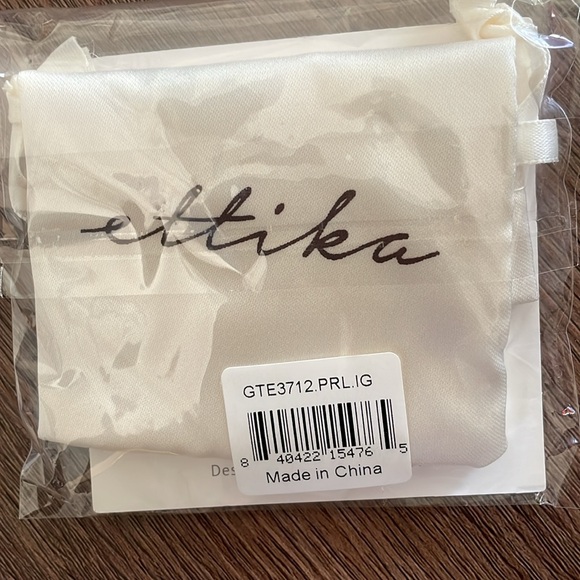 ettika
GTE3712.PRL.IG
8 40422 15476 5
Made in China
Des